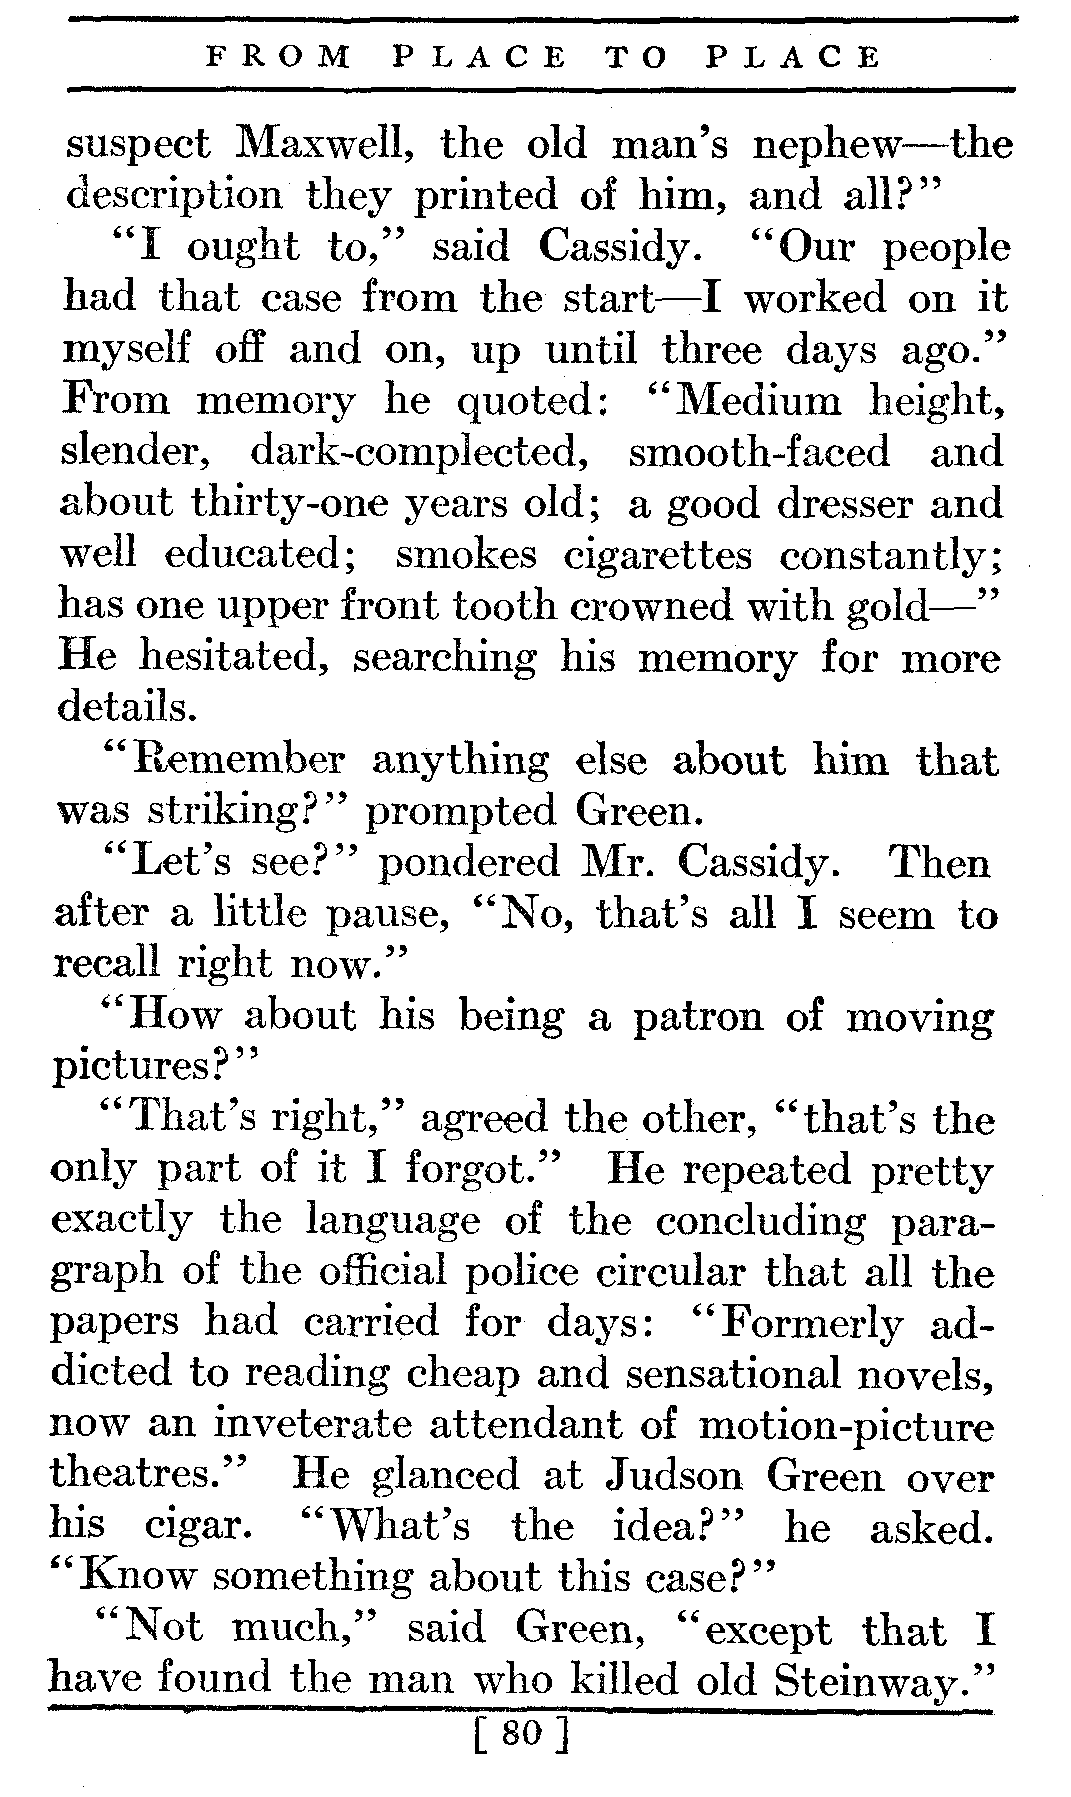 FROM PLACE TO PLACE
suspect Maxwell, the old man's nephew—the
description they printed of him, and all?"
"I ought to," said Cassidy. "Our people
had that case from the start—I worked on it
myself off and on, up until three days ago."
From memory he quoted: "Medium height,
slender, dark-complected, smooth-faced and
about thirty-one years old; a good dresser and
well educated; smokes cigarettes constantly;
has one upper front tooth crowned with gold—"
He hesitated, searching his memory for more
details.
"Remember anything else about him that
was striking?" prompted Green.
"Let's see?" pondered Mr. Cassidy. Then
after a little pause, "No, that's all I seem to
recall right now."
"How about his being a patron of moving
pictures?"
"That's right," agreed the other, "that's the
only part of it I forgot." He repeated pretty
exactly the language of the concluding para-
graph of the official police circular that all the
papers had carried for days: "Formerly ad-
dicted to reading cheap and sensational novels,
now an inveterate attendant of motion-picture
theatres." He glanced at Judson Green over
his cigar. "What's the idea?" he asked.
"Know something about this case?"
"Not much," said Green, "except that I
have found the man who killed old Steinway."
[ 80 ]